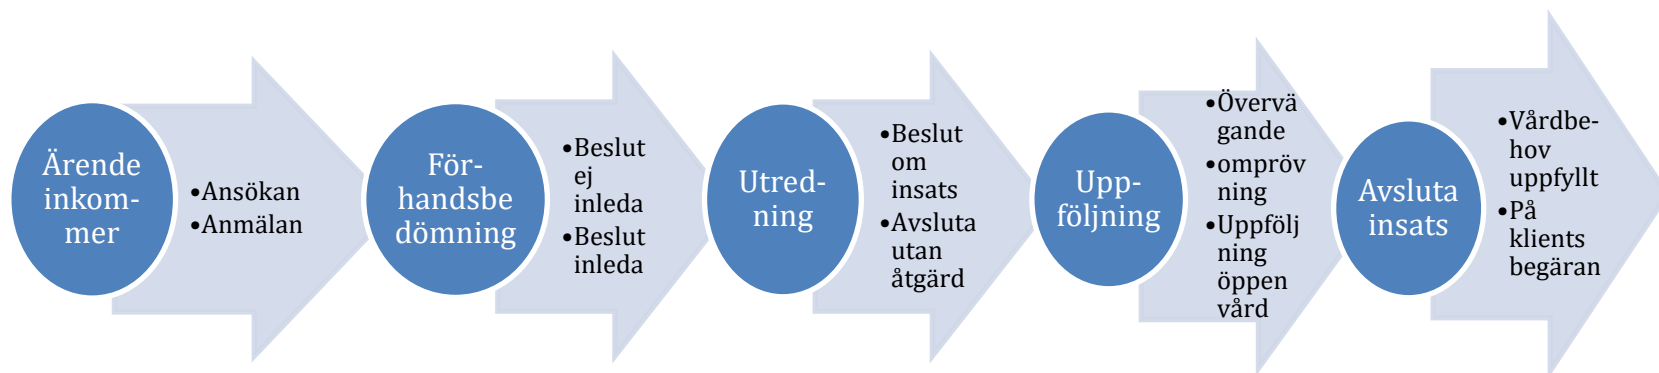 Ärende
inkom-
mer
•Ansökan
•Anmälan
För-
handsbe
dömning
•Beslut
ej
inleda
•Beslut
inleda
Utred-
ning
•Beslut
om
insats
•Avsluta
utan
åtgärd
Upp-
följning
•Övervä
gande
•ompröv
ning
•Uppfölj
ning
öppen
vård
Avsluta
insats
•Vårdbe-
hov
uppfyllt
•På
klients
begäran